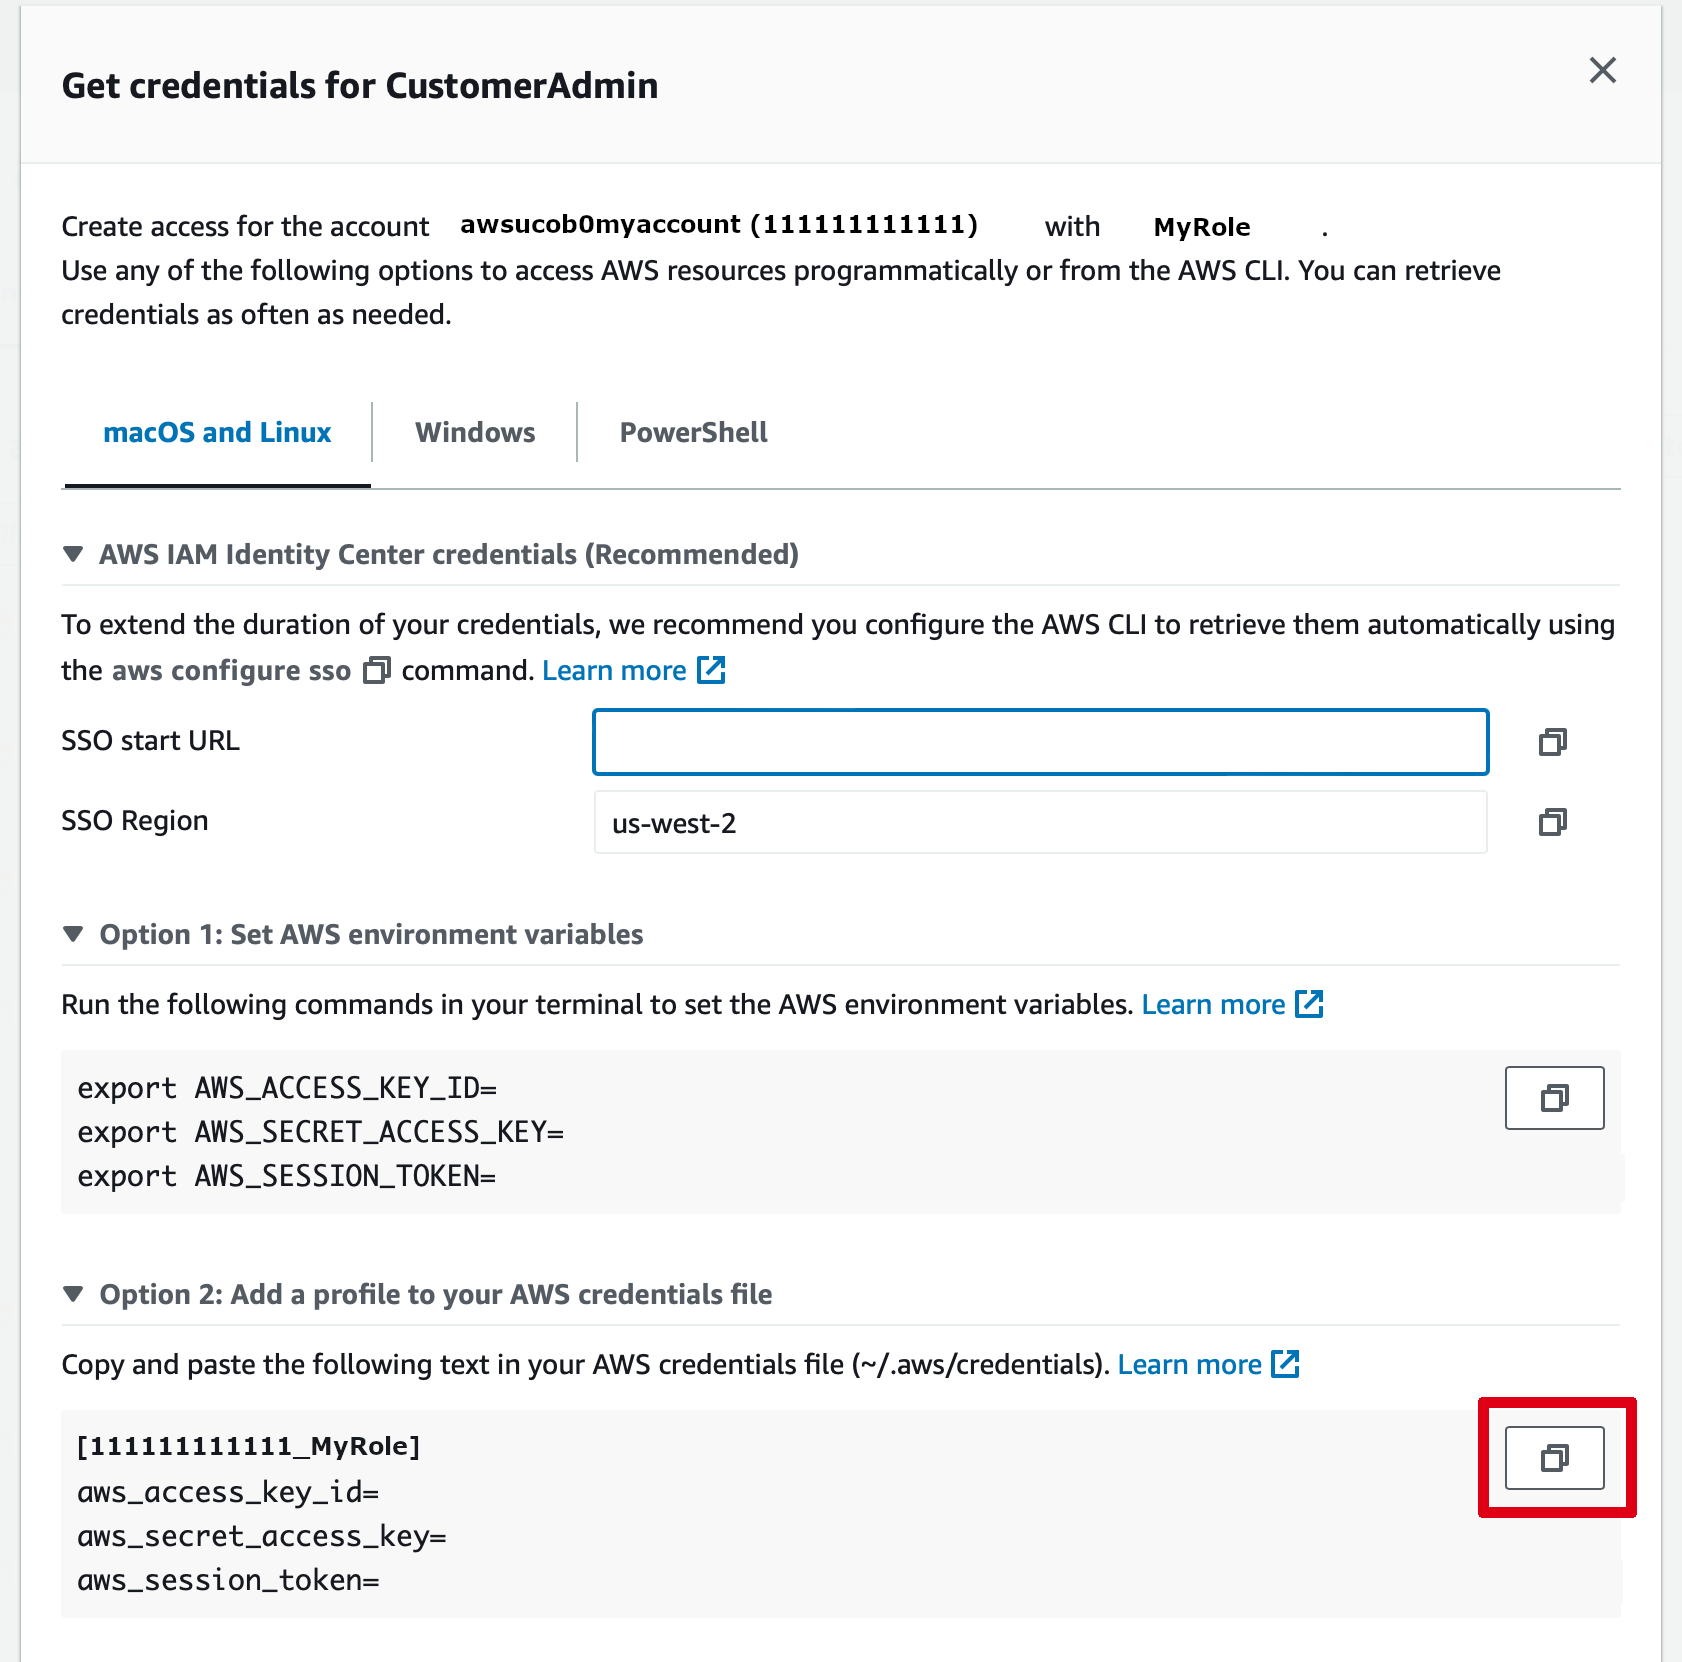 Get credentials for CustomerAdmin
Create access for the account awsucob0myaccount (111111111111) with MyRole .
Use any of the following options to access AWS resources programmatically or from the AWS CLI. You can retrieve
credentials as often as needed.
macOS and Linux Windows PowerShell
AWS IAM Identity Center credentials (Recommended)
To extend the duration of your credentials, we recommend you configure the AWS CLI to retrieve them automatically using
the aws configure sso command. Learn more
SSO start URL
SSO Region us-west-2
Option 1: Set AWS environment variables
Run the following commands in your terminal to set the AWS environment variables. Learn more
export AWS_ACCESS_KEY_ID=
export AWS_SECRET_ACCESS_KEY=
export AWS_SESSION_TOKEN=
Option 2: Add a profile to your AWS credentials file
Copy and paste the following text in your AWS credentials file (~/.aws/credentials). Learn more
[111111111111_MyRole]
aws_access_key_id=
aws_secret_access_key=
aws_session_token=